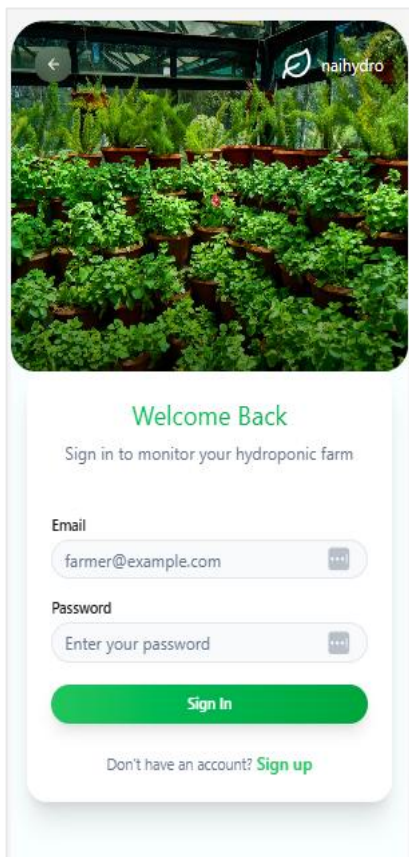 naihydro
Welcome Back
Sign in to monitor your hydroponic farm
Email
farmer@example.com
Password
Enter your password
Sign In
Don't have an account? Sign up